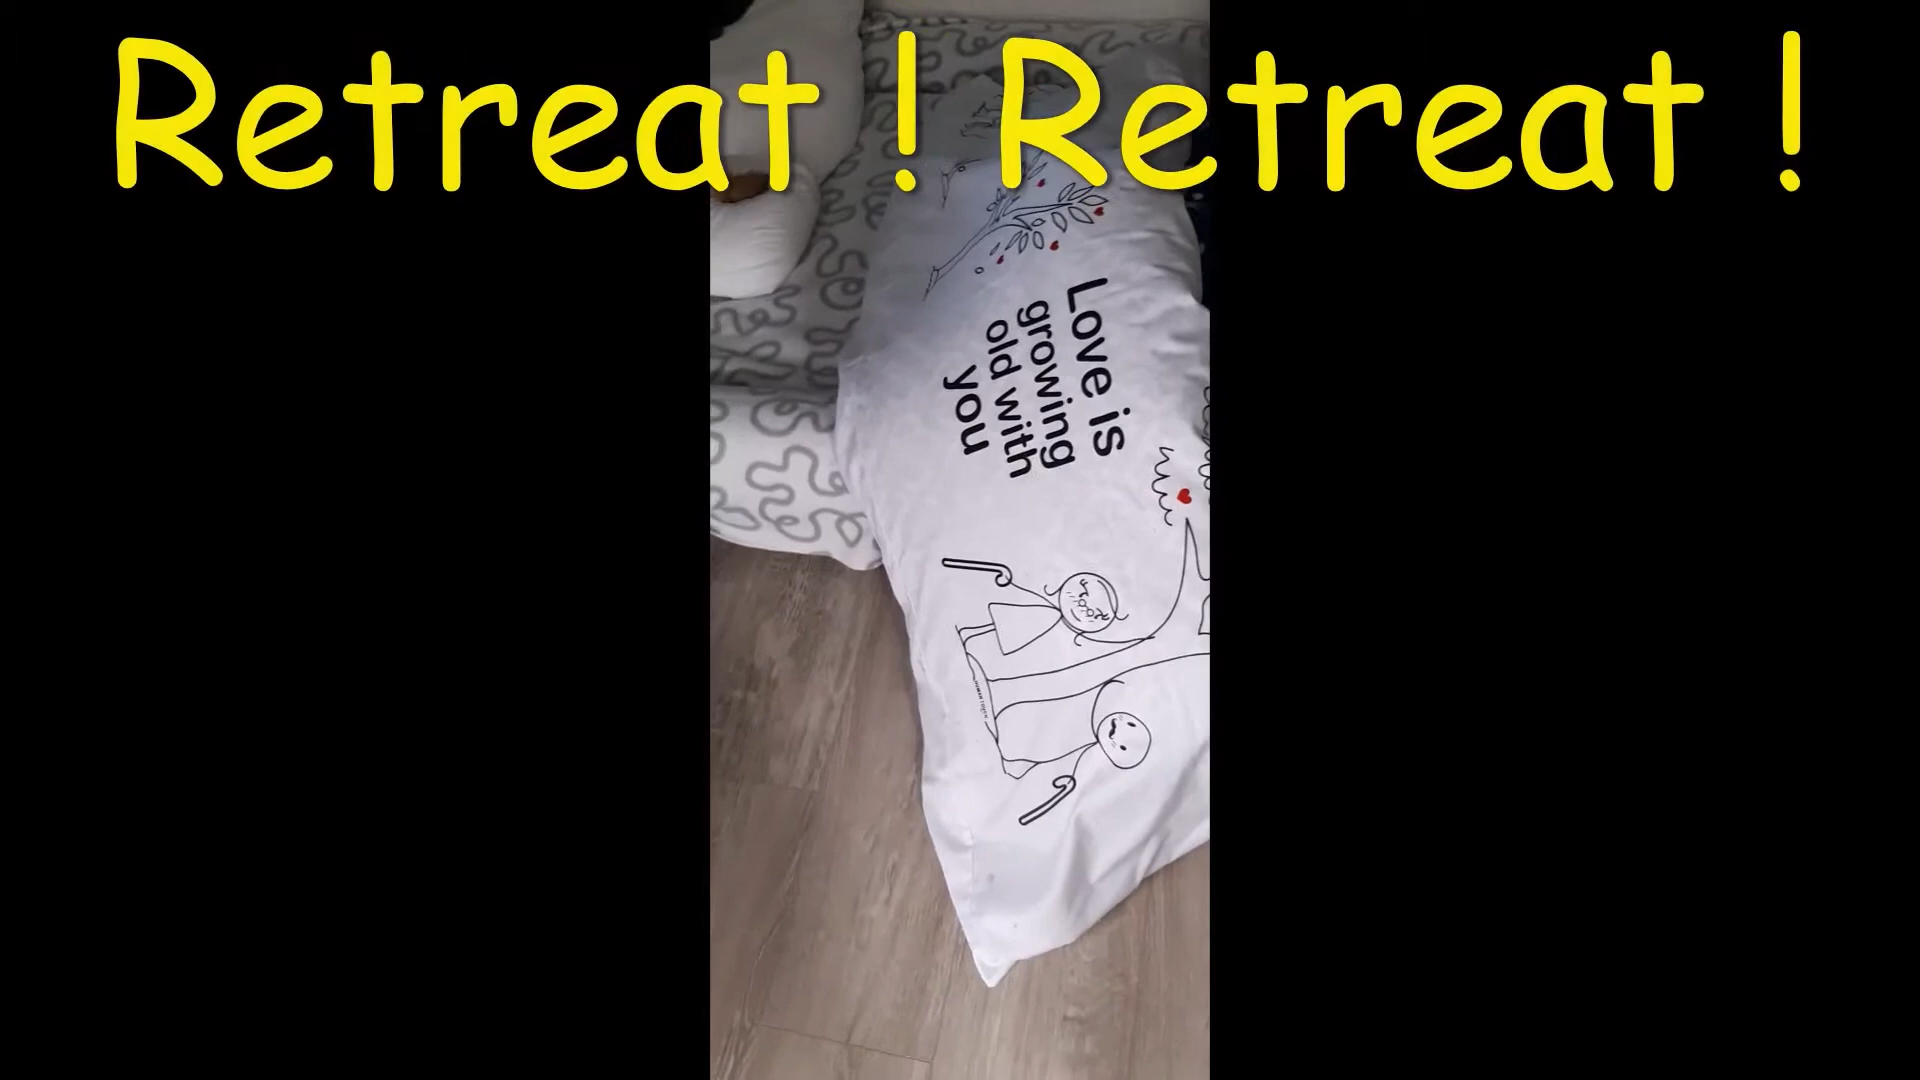 Retreat ! Retreat !
Love is
growing
old with
you